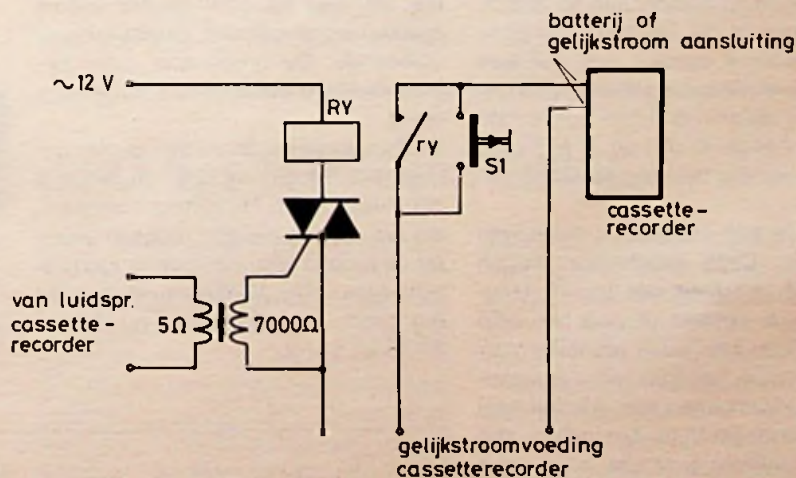 batterij of
gelijkstroom aansluiting
~12 V
RY
ry
S1
cassette-
recorder
van luidspr.
cassette-
recorder
5Ω
7000Ω
gelijkstroomvoeding
cassetterecorder